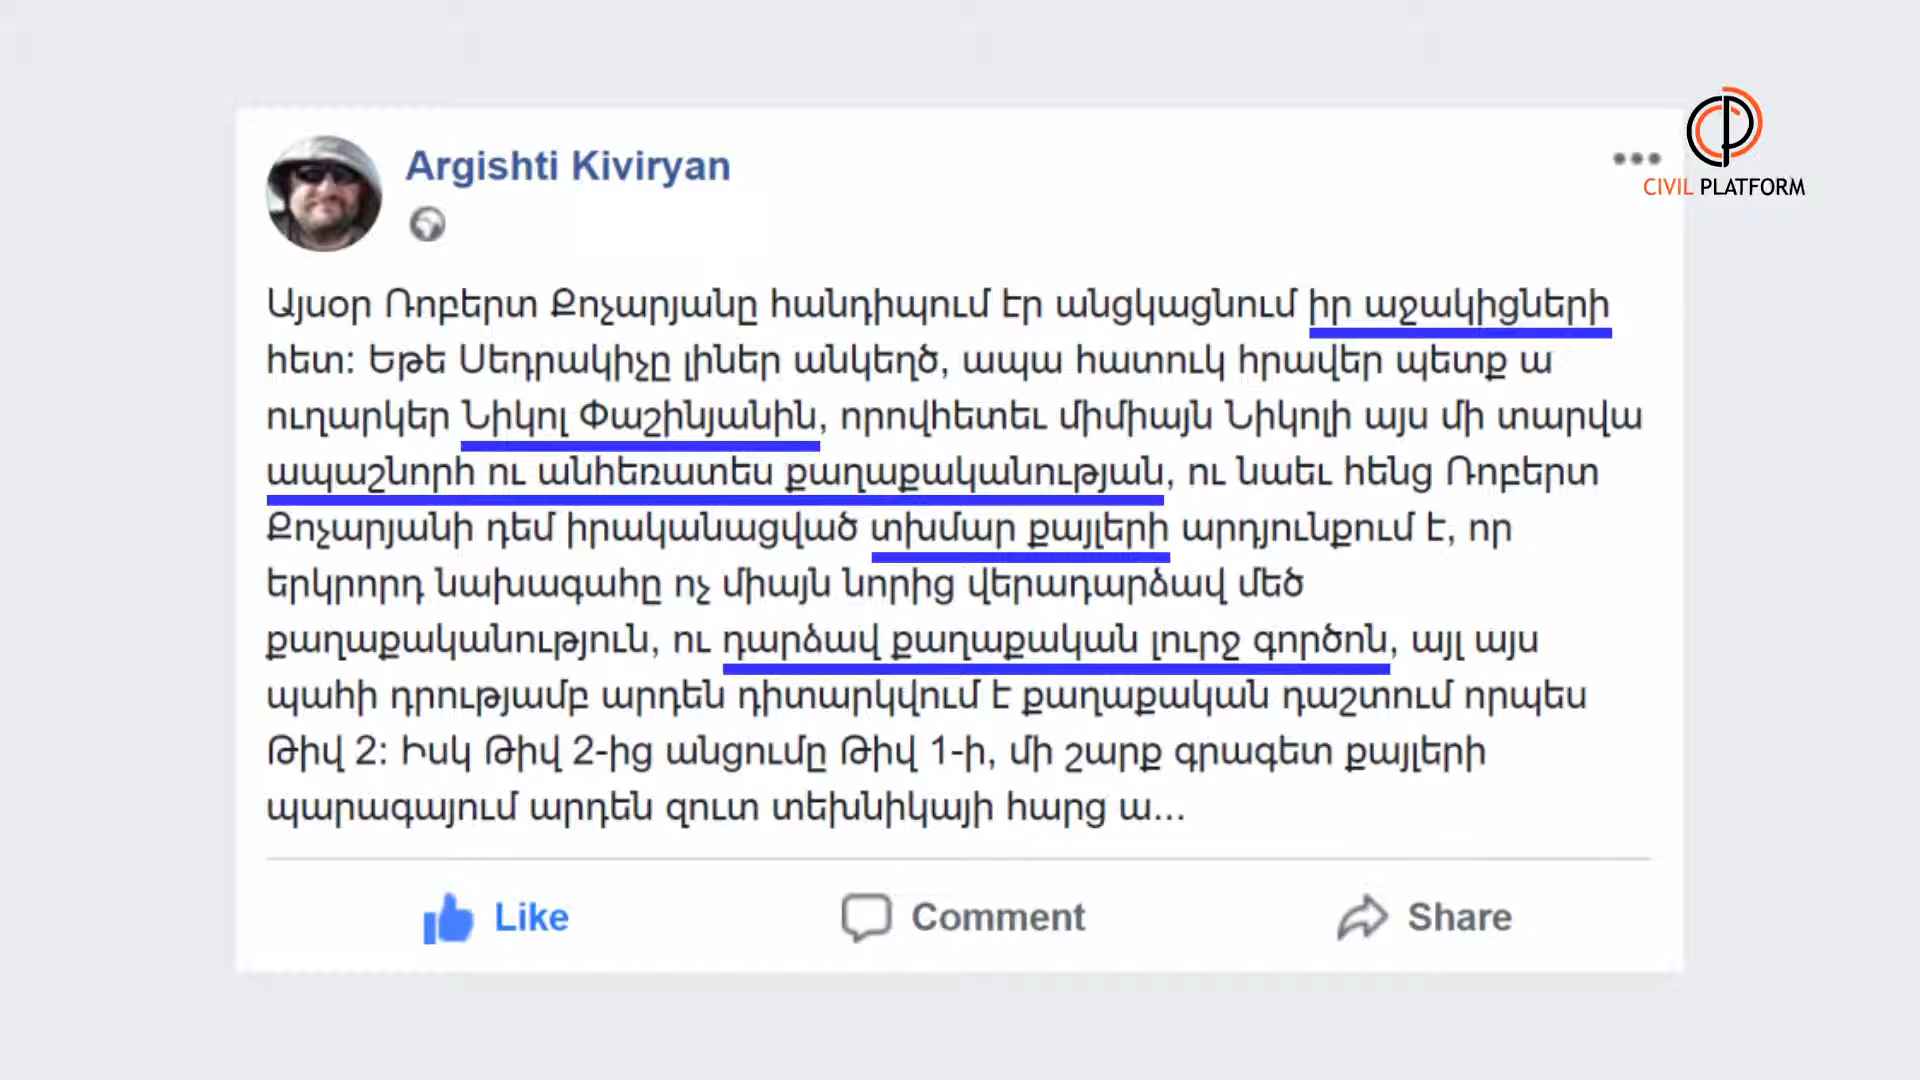 Argishti Kiviryan
CIVIL PLATFORM
Այսօր Ռոբերտ Քոչարյանը հանդիպում էր անցկացնում իր աջակիցների
հետ: Եթե Սեդրակիչը լիներ անկեղծ, ապա հատուկ հրավեր պետք ա
ուղարկեր Նիկոլ Փաշինյանին, որովհետեւ միմիայն Նիկոլի այս մի տարվա
ապաշնորհ ու անհեռատես քաղաքականության, ու նաեւ հենց Ռոբերտ
Քոչարյանի դեմ իրականացված տխմար քայլերի արդյունքում է, որ
երկրորդ նախագահը ոչ միայն նորից վերադարձավ մեծ
քաղաքականություն, ու դարձավ քաղաքական լուրջ գործոն, այլ այս
պահի դրությամբ արդեն դիտարկվում է քաղաքական դաշտում որպես
Թիվ 2: Իսկ Թիվ 2-ից անցումը Թիվ 1-ի, մի շարք գրագետ քայլերի
պարագայում արդեն զուտ տեխնիկայի հարց ա...
Like Comment Share